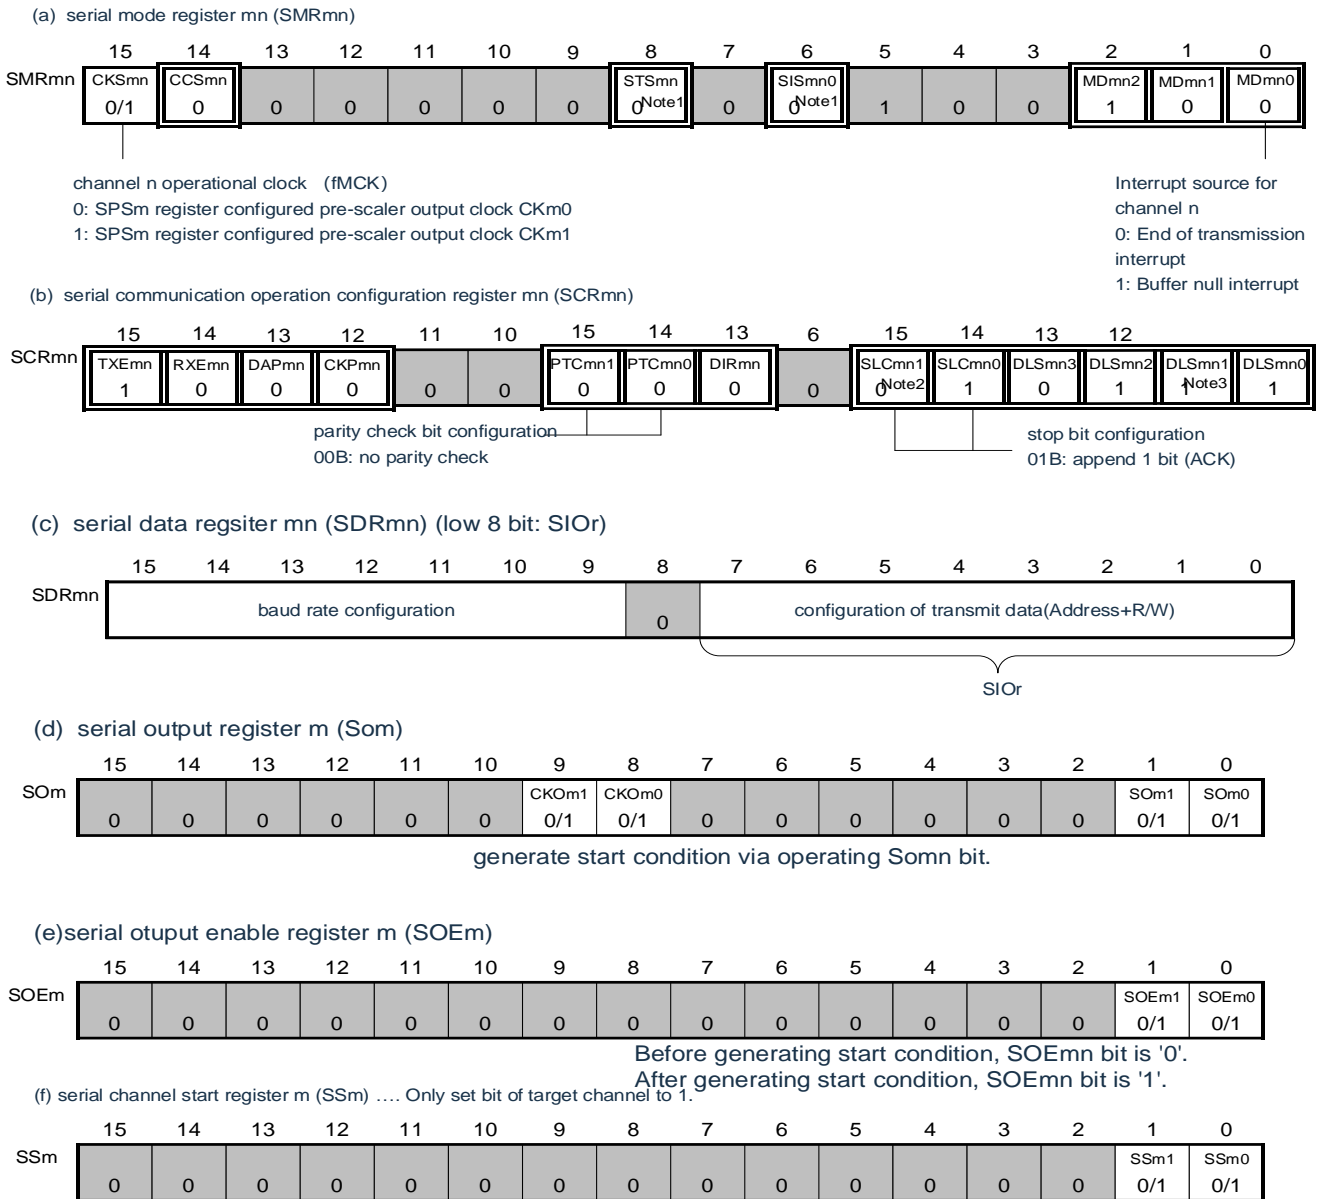 (a) serial mode register mn (SMRmn)
15 14 13 12 11 10 9 8 7 6 5 4 3 2 1 0
SMRmn CKSmn CCSmn STSmn SISmn0 MDmn2 MDmn1 MDmn0
0/1 0 0 0 0 0 0 0Note1 0 0Note1 1 0 0 1 0 0
channel n operational clock (fMCK)
0: SPSm register configured pre-scaler output clock CKm0
1: SPSm register configured pre-scaler output clock CKm1
Interrupt source for
channel n
0: End of transmission
interrupt
1: Buffer null interrupt
(b) serial communication operation configuration register mn (SCRmn)
15 14 13 12 11 10 15 14 13 6 15 14 13 12
SCRmn TXEmn RXEmn DAPmn CKPmn PTCmn1 PTCmn0 DIRmn SLCmn1 SLCmn0 DLSmn3 DLSmn2 DLSmn1 DLSmn0
1 0 0 0 0 0 0 0 0 0 0Note2 1 0 1 1Note3 1
parity check bit configuration
00B: no parity check
stop bit configuration
01B: append 1 bit (ACK)
(c) serial data regsiter mn (SDRmn) (low 8 bit: SIOr)
15 14 13 12 11 10 9 8 7 6 5 4 3 2 1 0
SDRmn baud rate configuration 0 configuration of transmit data(Address+R/W)
SIOr
(d) serial output register m (Som)
15 14 13 12 11 10 9 8 7 6 5 4 3 2 1 0
SOm CKOm1 CKOm0 SOm1 SOm0
0 0 0 0 0 0 0/1 0/1 0 0 0 0 0 0 0/1 0/1
generate start condition via operating Somn bit.
(e)serial otuput enable register m (SOEm)
15 14 13 12 11 10 9 8 7 6 5 4 3 2 1 0
SOEm SOEm1 SOEm0
0 0 0 0 0 0 0 0 0 0 0 0 0 0 0/1 0/1
Before generating start condition, SOEmn bit is '0'.
After generating start condition, SOEmn bit is '1'.
(f) serial channel start register m (SSm) .... Only set bit of target channel to 1.
15 14 13 12 11 10 9 8 7 6 5 4 3 2 1 0
SSm SSm1 SSm0
0 0 0 0 0 0 0 0 0 0 0 0 0 0 0/1 0/1